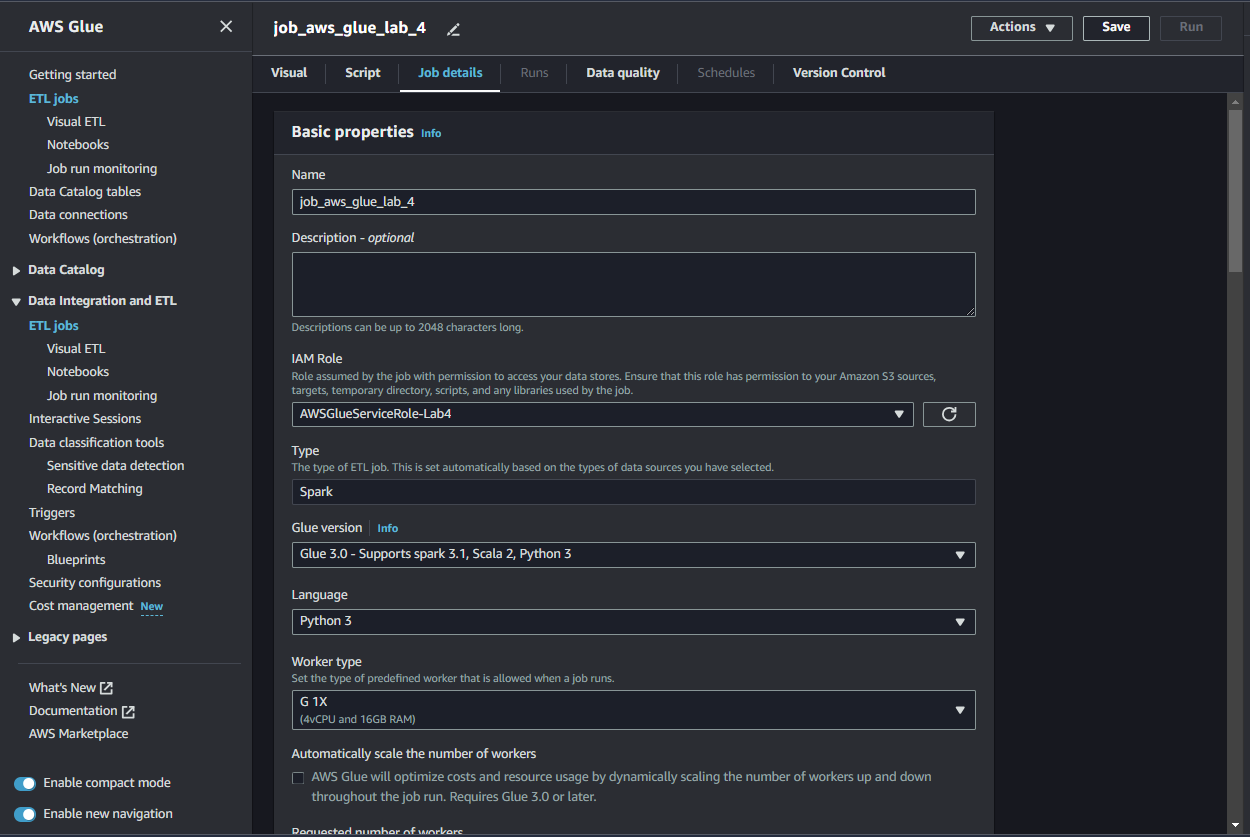 AWS Glue
Getting started
ETL jobs
Visual ETL
Notebooks
Job run monitoring
Data Catalog tables
Data connections
Workflows (orchestration)
Data Catalog
Data Integration and ETL
ETL jobs
Visual ETL
Notebooks
Job run monitoring
Interactive Sessions
Data classification tools
Sensitive data detection
Record Matching
Triggers
Workflows (orchestration)
Blueprints
Security configurations
Cost management New
Legacy pages
What's New
Documentation
AWS Marketplace
Enable compact mode
Enable new navigation
job_aws_glue_lab_4
Actions Save Run
Visual Script Job details Runs Data quality Schedules Version Control
Basic properties Info
Name
job_aws_glue_lab_4
Description - optional
Descriptions can be up to 2048 characters long.
IAM Role
Role assumed by the job with permission to access your data stores. Ensure that this role has permission to your Amazon S3 sources,
targets, temporary directory, scripts, and any libraries used by the job.
AWSGlueServiceRole-Lab4
Type
The type of ETL job. This is set automatically based on the types of data sources you have selected.
Spark
Glue version Info
Glue 3.0 - Supports spark 3.1, Scala 2, Python 3
Language
Python 3
Worker type
Set the type of predefined worker that is allowed when a job runs.
G 1X
(4vCPU and 16GB RAM)
Automatically scale the number of workers
AWS Glue will optimize costs and resource usage by dynamically scaling the number of workers up and down
throughout the job run. Requires Glue 3.0 or later.
Requested number of workers